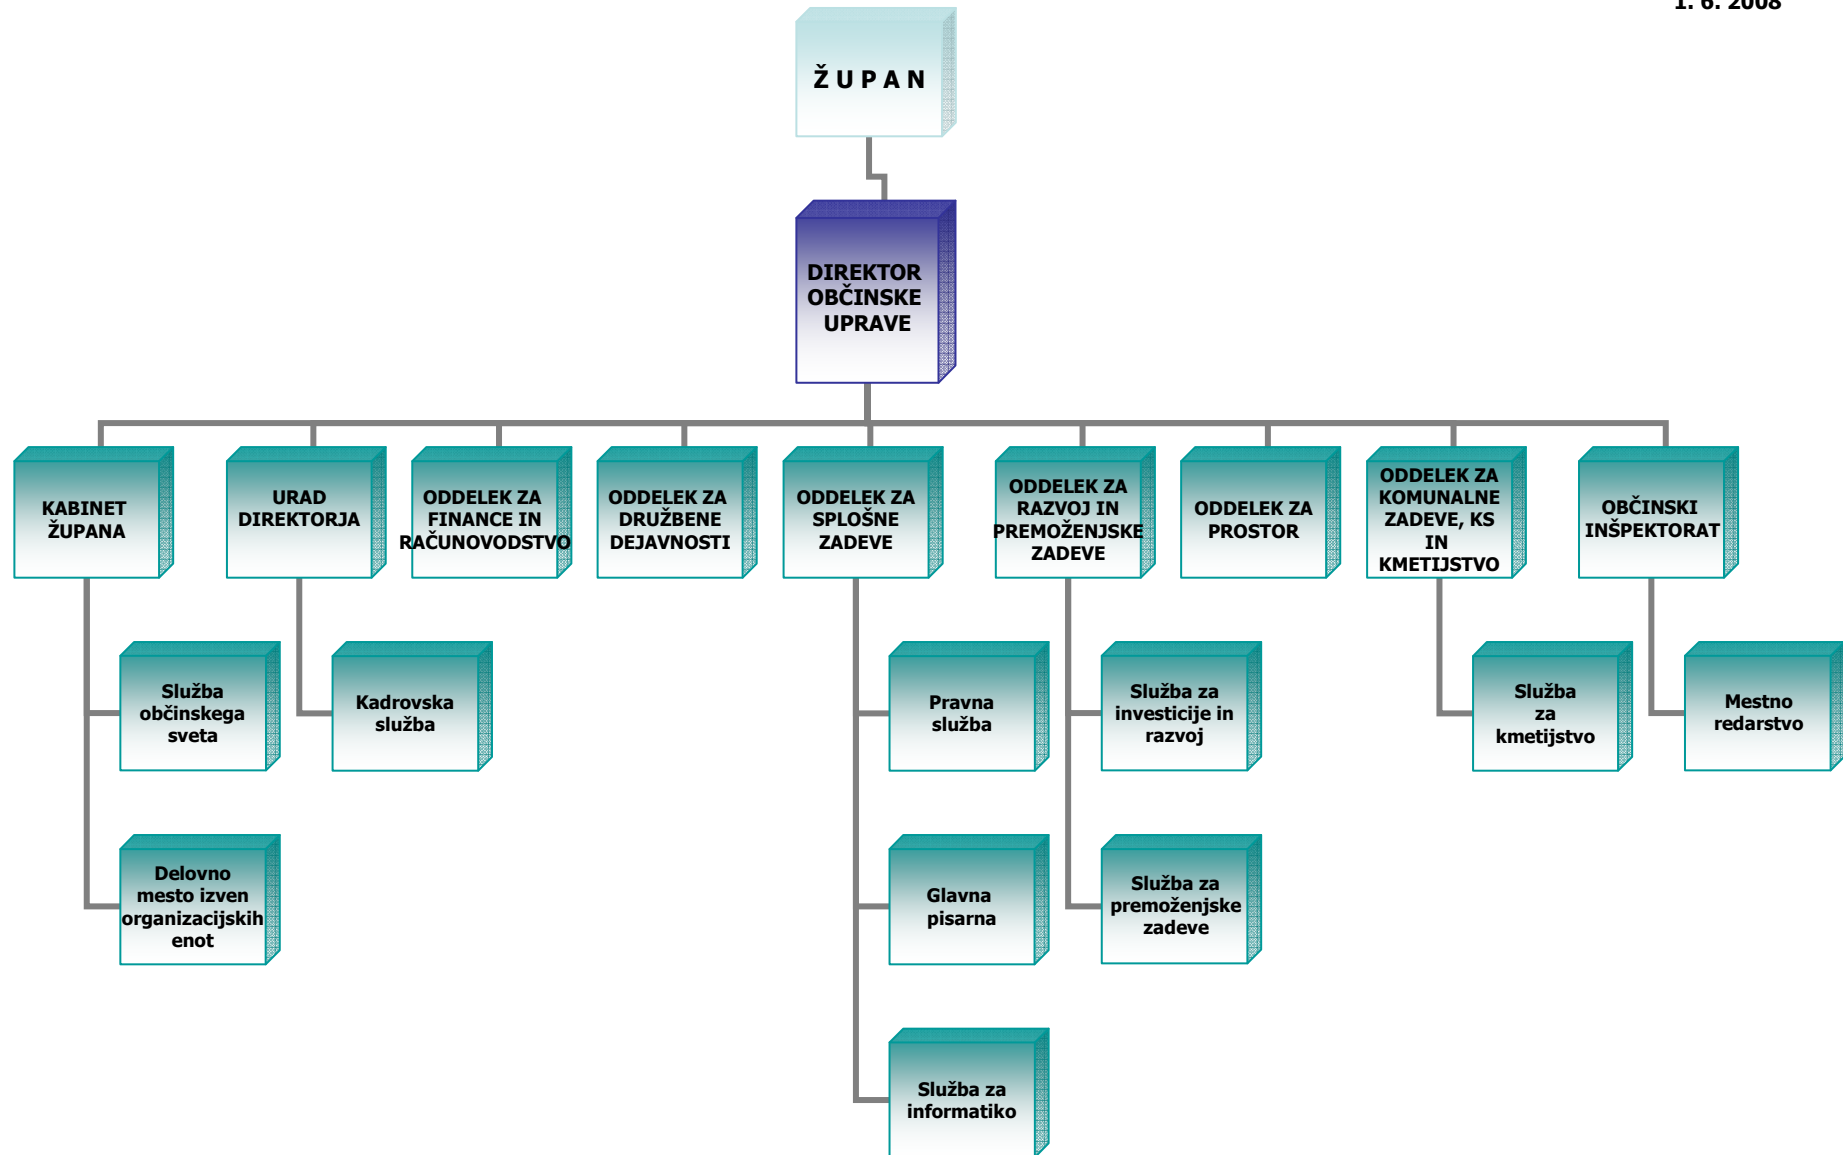 1. 6. 2008
Ž U P A N
DIREKTOR
OBČINSKE
UPRAVE
KABINET
ŽUPANA
URAD
DIREKTORJA
ODDELEK ZA
FINANCE IN
RAČUNOVODSTVO
ODDELEK ZA
DRUŽBENE
DEJAVNOSTI
ODDELEK ZA
SPLOŠNE
ZADEVE
ODDELEK ZA
RAZVOJ IN
PREMOŽENJSKE
ZADEVE
ODDELEK ZA
PROSTOR
ODDELEK ZA
KOMUNALNE
ZADEVE, KS
IN
KMETIJSTVO
OBČINSKI
INŠPEKTORAT
Služba
občinskega
sveta
Kadrovska
služba
Pravna
služba
Služba za
investicije in
razvoj
Služba
za
kmetijstvo
Mestno
redarstvo
Delovno
mesto izven
organizacijskih
enot
Glavna
pisarna
Služba za
premoženjske
zadeve
Služba za
informatiko